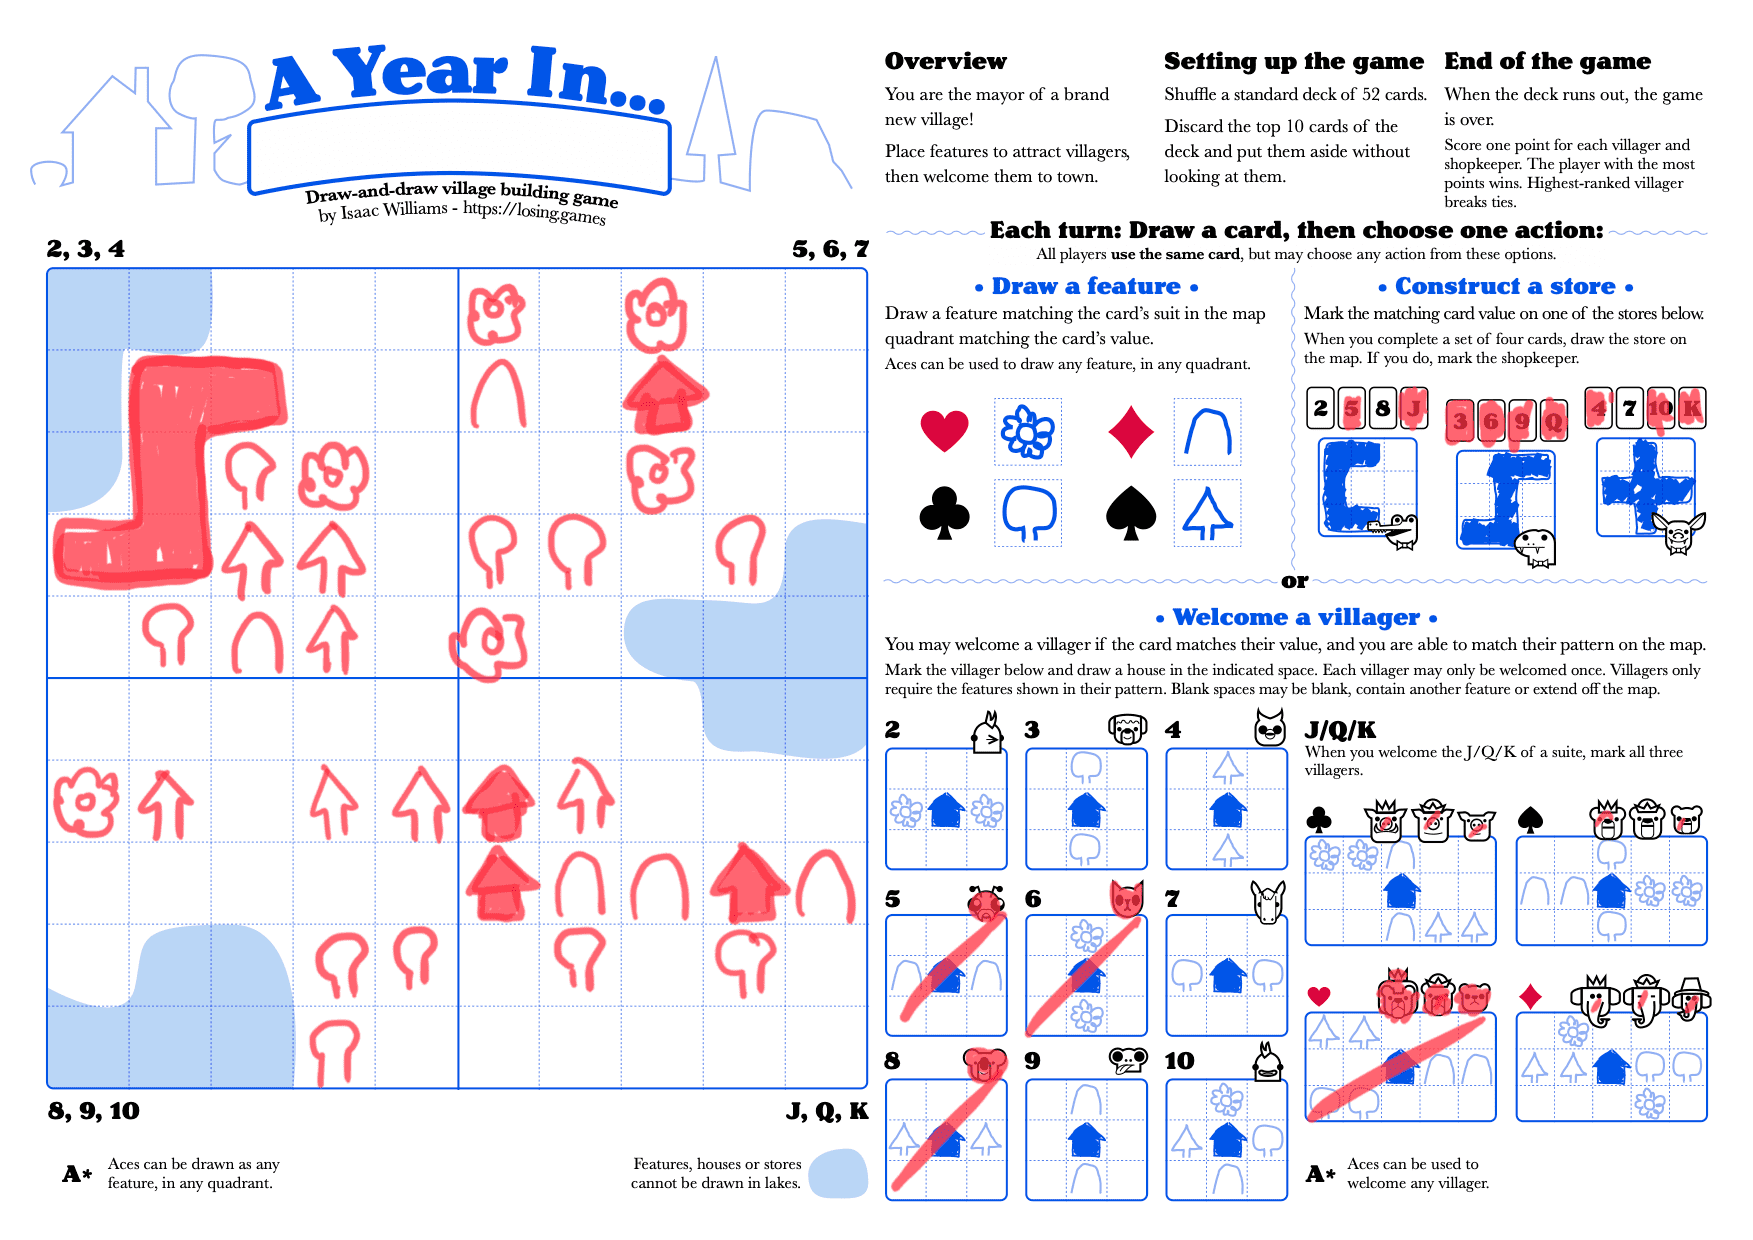 A Year In...
Draw-and-draw village building game
by Isaac Williams - https://losing.games
2, 3, 4
5, 6, 7
8, 9, 10
J, Q, K
A* Aces can be drawn as any
feature, in any quadrant.
Features, houses or stores
cannot be drawn in lakes.
Overview
You are the mayor of a brand
new village!
Place features to attract villagers,
then welcome them to town.
Setting up the game
Shuffle a standard deck of 52 cards.
Discard the top 10 cards of the
deck and put them aside without
looking at them.
End of the game
When the deck runs out, the game
is over.
Score one point for each villager and
shopkeeper. The player with the most
points wins. Highest-ranked villager
breaks ties.
Each turn: Draw a card, then choose one action:
All players use the same card, but may choose any action from these options.
• Draw a feature •
Draw a feature matching the card's suit in the map
quadrant matching the card's value.
Aces can be used to draw any feature, in any quadrant.
• Construct a store •
Mark the matching card value on one of the stores below.
When you complete a set of four cards, draw the store on
the map. If you do, mark the shopkeeper.
2 5 8 J
3 6 9 Q
4 7 10 K
or
• Welcome a villager •
You may welcome a villager if the card matches their value, and you are able to match their pattern on the map.
Mark the villager below and draw a house in the indicated space. Each villager may only be welcomed once. Villagers only
require the features shown in their pattern. Blank spaces may be blank, contain another feature or extend off the map.
2
3
4
5
6
7
8
9
10
J/Q/K
When you welcome the J/Q/K of a suite, mark all three
villagers.
A* Aces can be used to
welcome any villager.